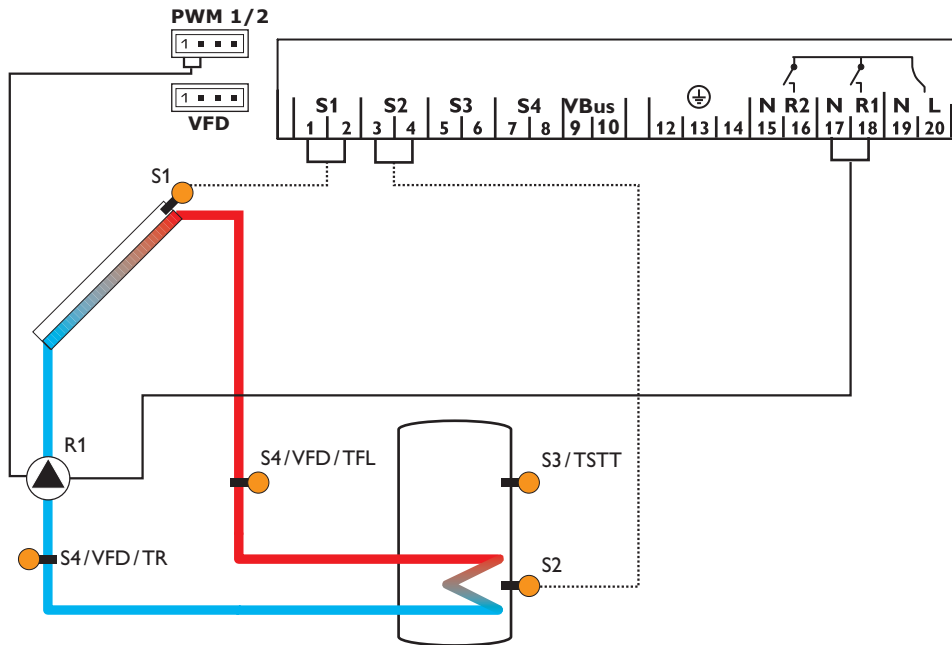 PWM 1/2
1
1
VFD
S1 S2 S3 S4 VBus N R2 N R1 N L
1 2 3 4 5 6 7 8 9 10 12 13 14 15 16 17 18 19 20
S1
R1
S4/VFD/TFL
S3/TSTT
S4/VFD/TR
S2